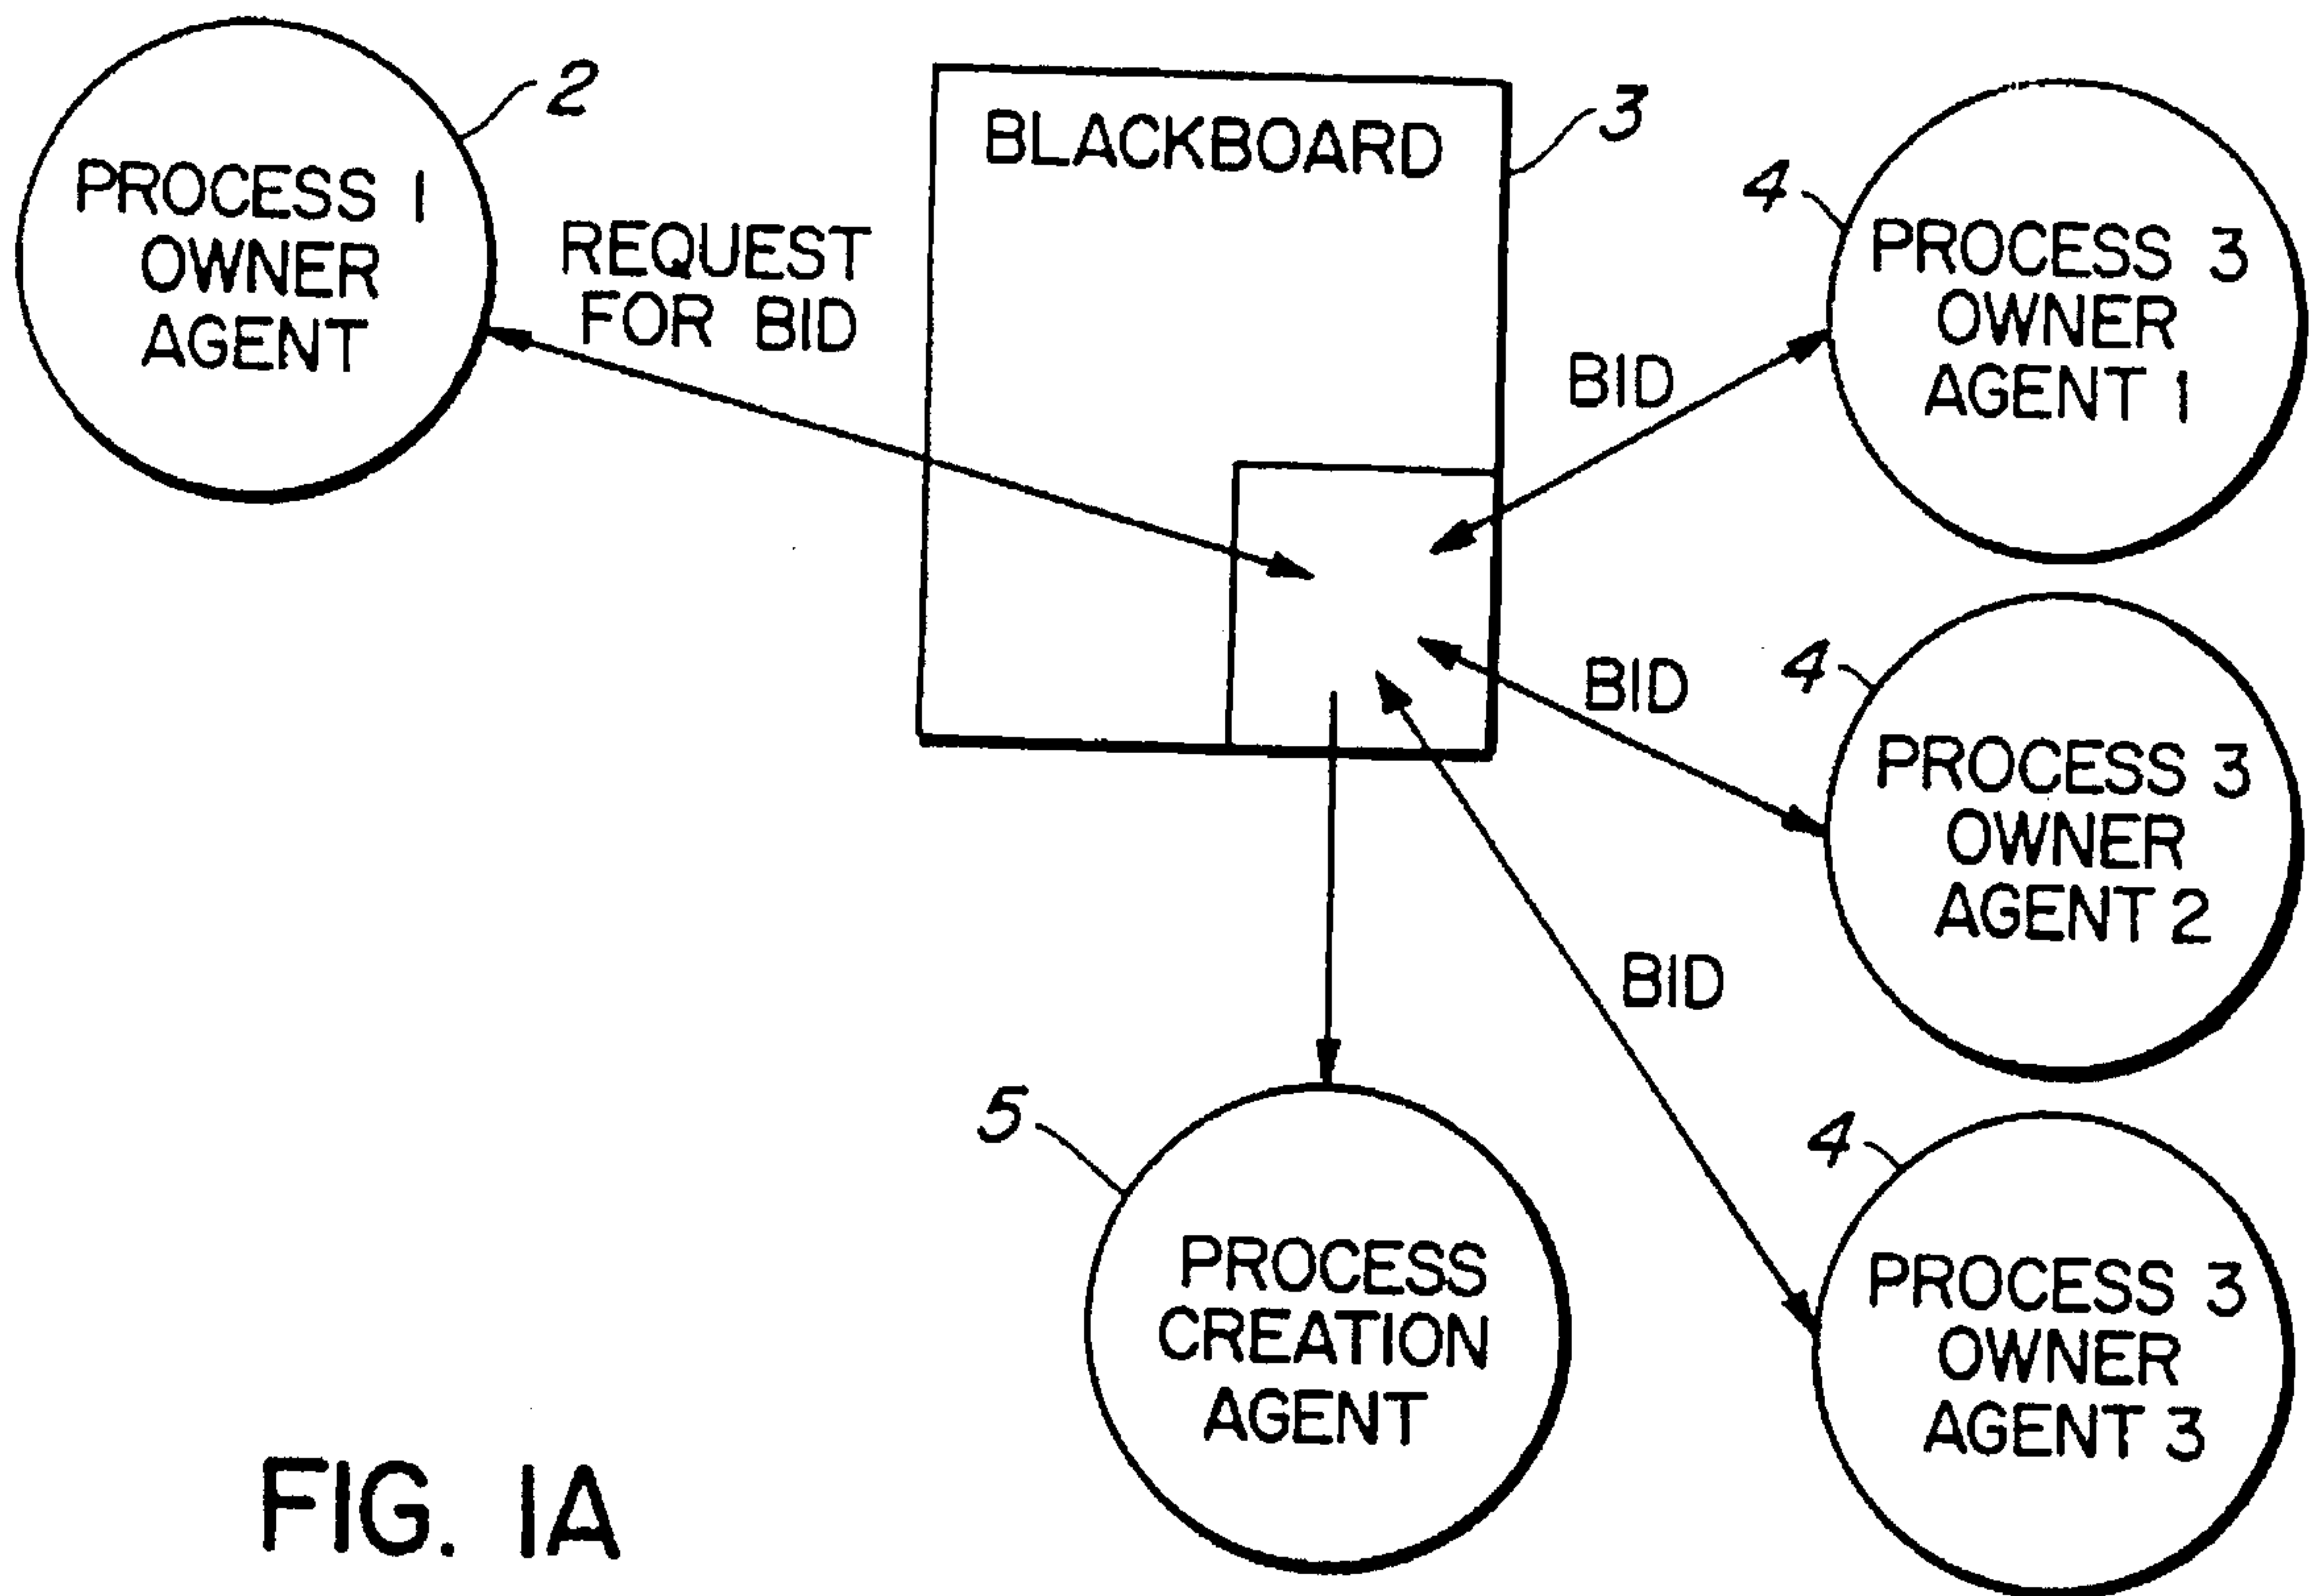 2
PROCESS 1
OWNER
AGENT
REQUEST
FOR BID
BLACKBOARD
3
4
PROCESS 3
OWNER
AGENT 1
BID
4
PROCESS 3
OWNER
AGENT 2
BID
BID
4
PROCESS 3
OWNER
AGENT 3
5
PROCESS
CREATION
AGENT
FIG. 1A